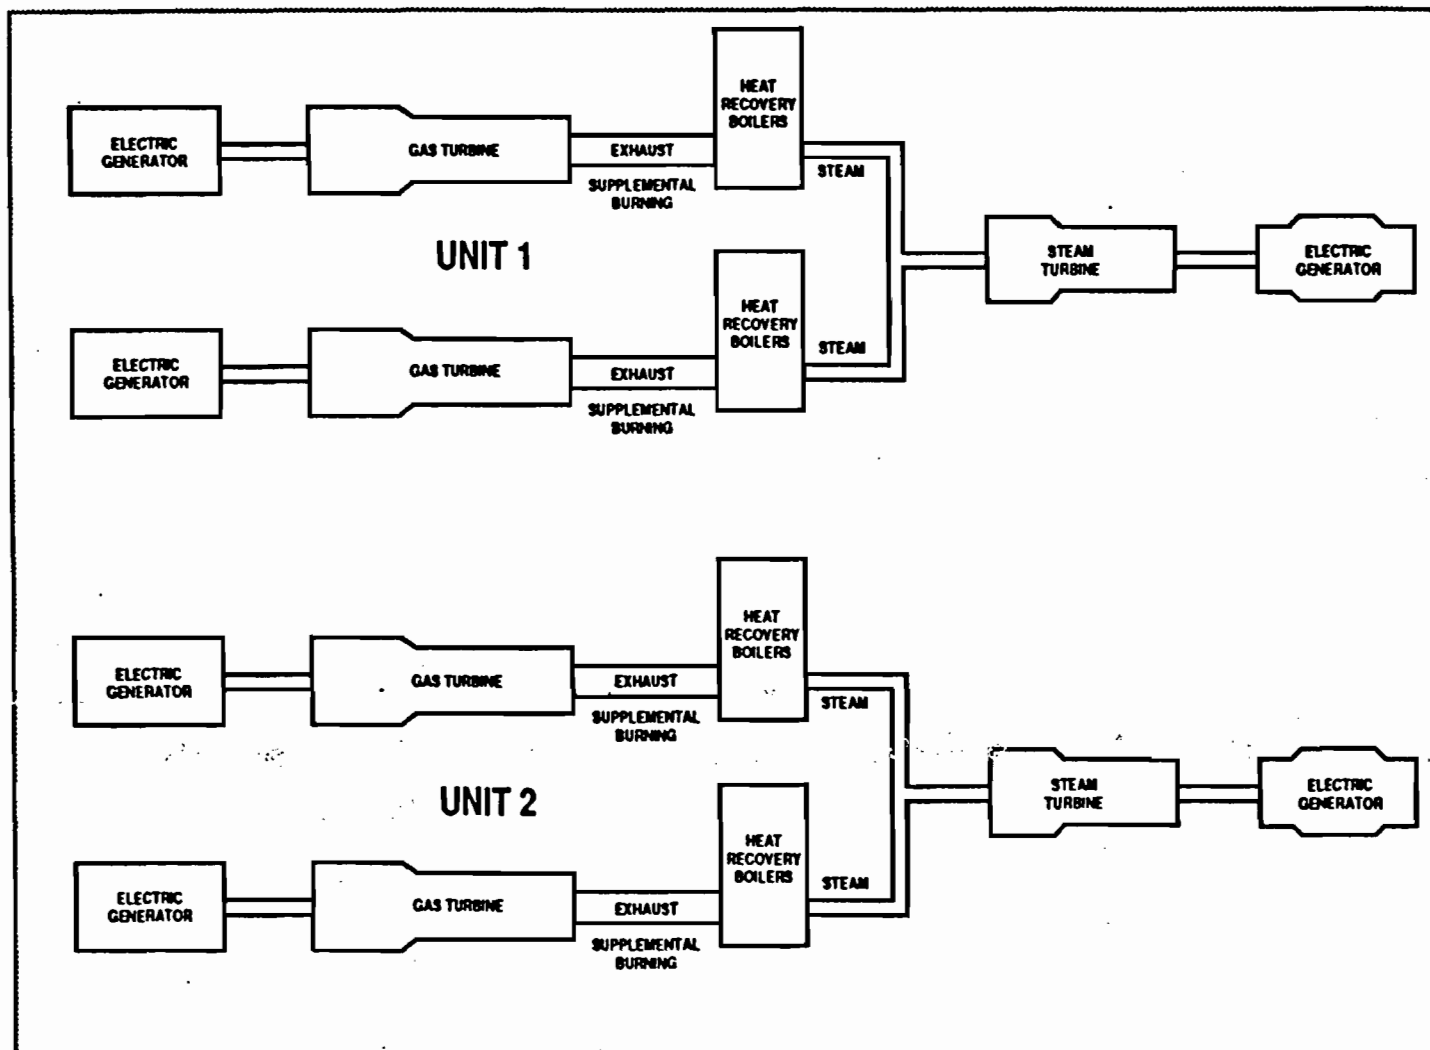 HEAT
RECOVERY
BOILERS
ELECTRIC
GENERATOR
GAS TURBINE
EXHAUST
STEAM
SUPPLEMENTAL
BURNING
UNIT 1
STEAM
TURBINE
ELECTRIC
GENERATOR
HEAT
RECOVERY
BOILERS
ELECTRIC
GENERATOR
GAS TURBINE
EXHAUST
STEAM
SUPPLEMENTAL
BURNING
HEAT
RECOVERY
BOILERS
ELECTRIC
GENERATOR
GAS TURBINE
EXHAUST
STEAM
SUPPLEMENTAL
BURNING
UNIT 2
STEAM
TURBINE
ELECTRIC
GENERATOR
HEAT
RECOVERY
BOILERS
ELECTRIC
GENERATOR
GAS TURBINE
EXHAUST
STEAM
SUPPLEMENTAL
BURNING